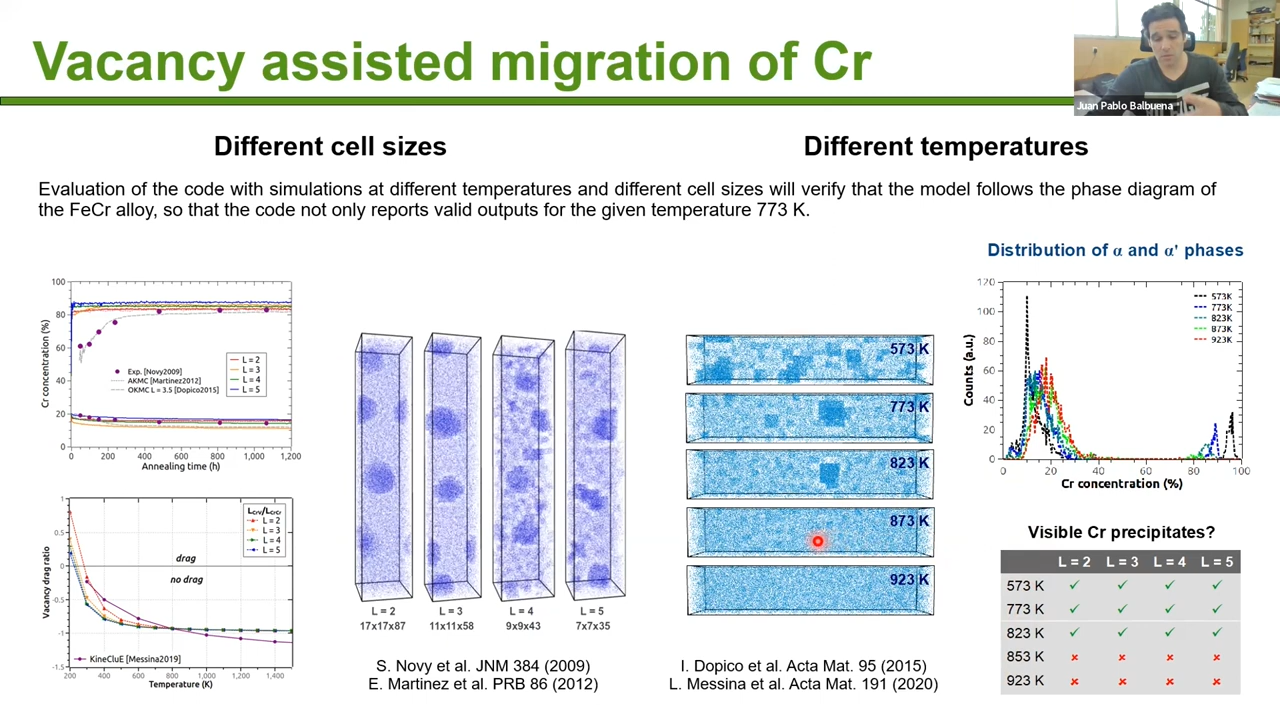 Vacancy assisted migration of Cr
Juan Pablo Balbuena
Different cell sizes
Different temperatures
Evaluation of the code with simulations at different temperatures and different cell sizes will verify that the model follows the phase diagram of
the FeCr alloy, so that the code not only reports valid outputs for the given temperature 773 K.
100
80
60
40
20
0
Cr concentration (%)
Exp. [Novy2009]
AKMC [Martinez2012]
OKMC L = 3.5 [Dopico2015]
L = 2
L = 3
L = 4
L = 5
0 200 400 600 800 1,000 1,200
Annealing time (h)
1
0.5
0
-0.5
-1
-1.5
Vacancy drag ratio
LCrV/LCrCr
L = 2
L = 3
L = 4
L = 5
drag
no drag
KineCluE [Messina2019]
200 400 600 800 1,000 1,200 1,400
Temperature (K)
L = 2 L = 3 L = 4 L = 5
17x17x87 11x11x58 9x9x43 7x7x35
S. Novy et al. JNM 384 (2009)
E. Martinez et al. PRB 86 (2012)
573 K
773 K
823 K
873 K
923 K
I. Dopico et al. Acta Mat. 95 (2015)
L. Messina et al. Acta Mat. 191 (2020)
Distribution of α and α' phases
120
100
80
60
40
20
0
Counts (a.u.)
573K
773K
823K
873K
923K
0 20 40 60 80 100
Cr concentration (%)
Visible Cr precipitates?
L = 2 L = 3 L = 4 L = 5
573 K ✓ ✓ ✓ ✓
773 K ✓ ✓ ✓ ✓
823 K ✓ ✓ ✓ ✓
853 K × × × ×
923 K × × × ×